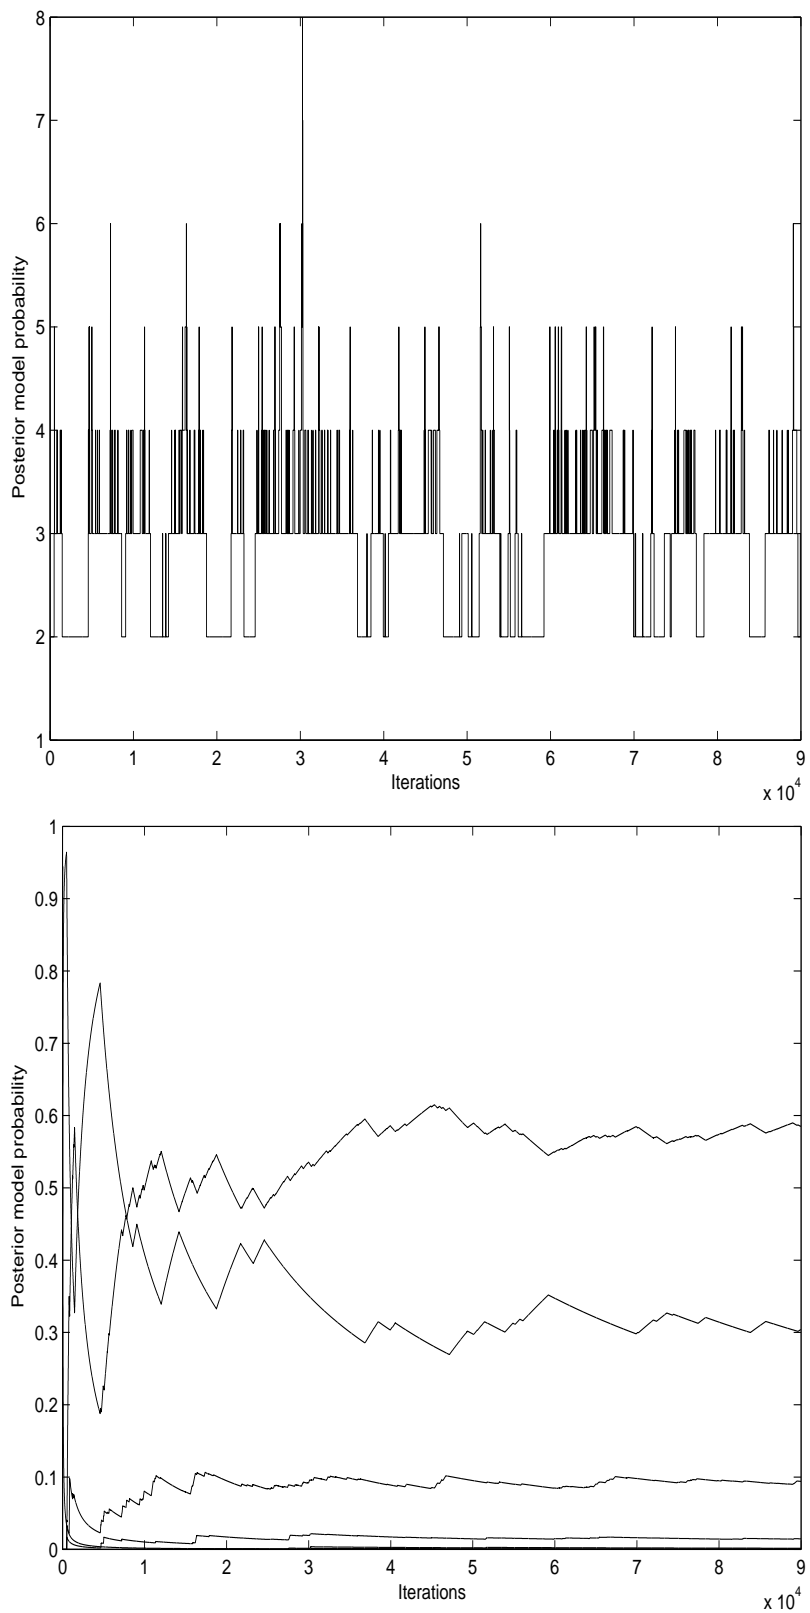 8
7
6
5
4
3
2
1
Posterior model probability
0 1 2 3 4 5 6 7 8 9
Iterations
x 10^4
1
0.9
0.8
0.7
0.6
0.5
0.4
0.3
0.2
0.1
0
Posterior model probability
0 1 2 3 4 5 6 7 8 9
Iterations
x 10^4